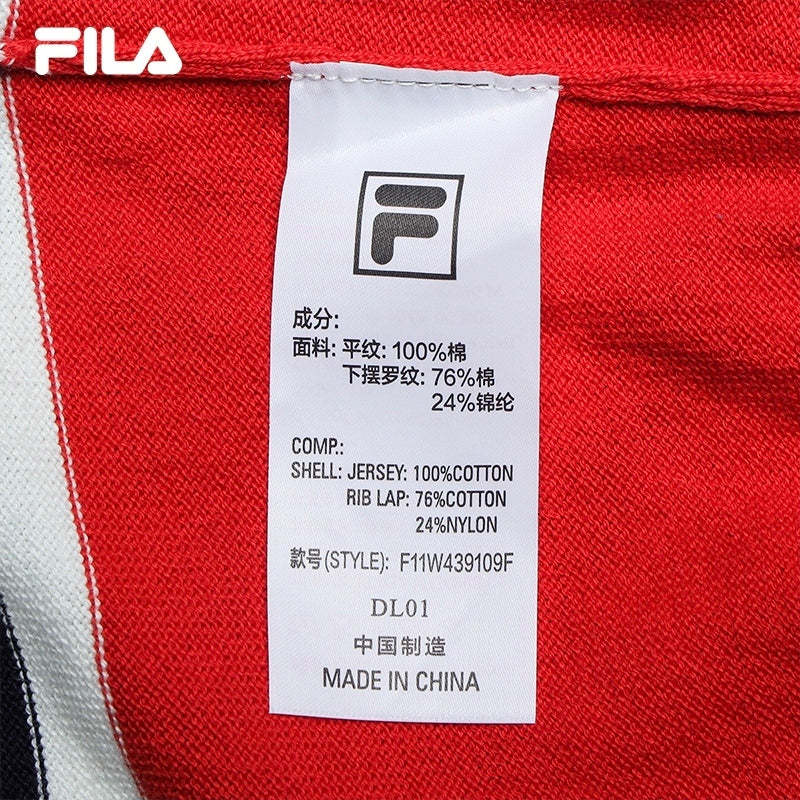 FILA
F
成分:
面料: 平纹: 100%棉
下摆罗纹: 76%棉
24%锦纶
COMP.:
SHELL: JERSEY: 100%COTTON
RIB LAP: 76%COTTON
24%NYLON
款号(STYLE): F11W439109F
DL01
中国制造
MADE IN CHINA